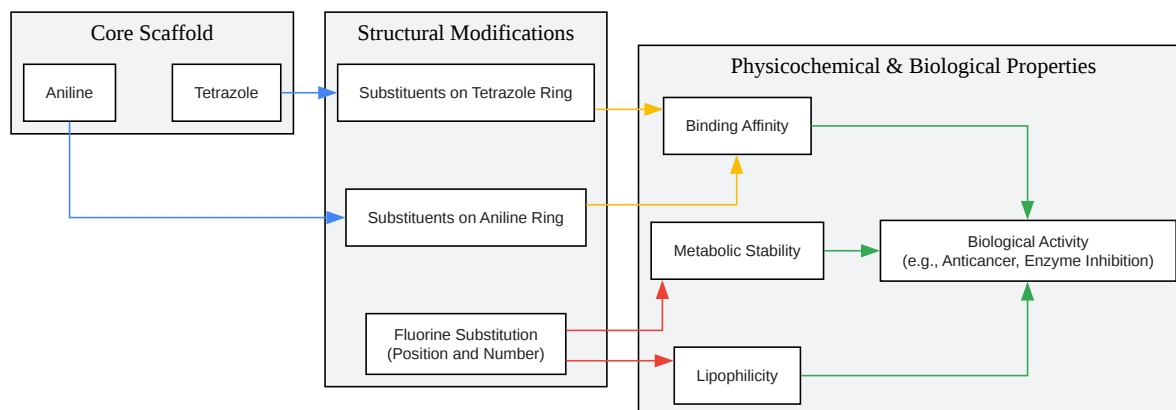 Core Scaffold
Aniline
Tetrazole
Structural Modifications
Substituents on Tetrazole Ring
Substituents on Aniline Ring
Fluorine Substitution
(Position and Number)
Physicochemical & Biological Properties
Binding Affinity
Metabolic Stability
Biological Activity
(e.g., Anticancer, Enzyme Inhibition)
Lipophilicity